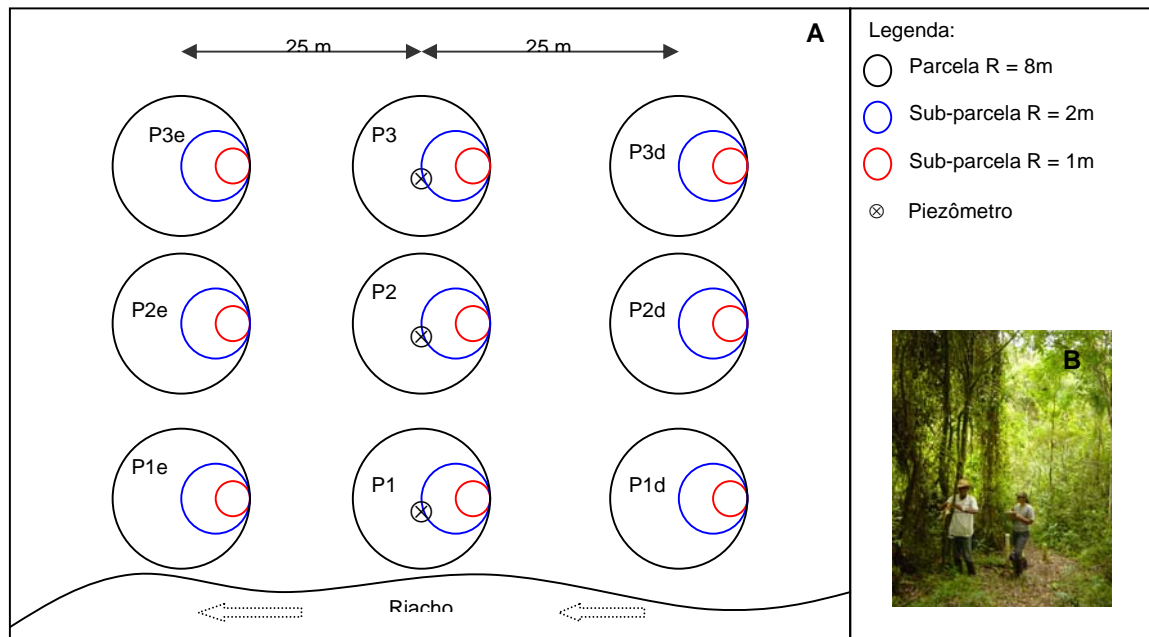 25 m
25 m
A
P3e
P3
P3d
P2e
P2
P2d
P1e
P1
P1d
Riacho
Legenda:
Parcela R = 8m
Sub-parcela R = 2m
Sub-parcela R = 1m
Piezômetro
B